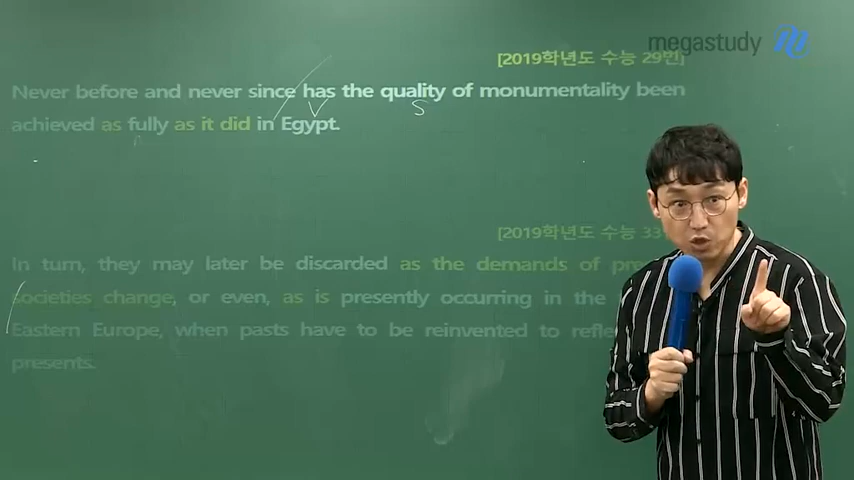 megastudy
[2019학년도 수능 29번]
Never before and never since has the quality of monumentality been
V
S
achieved as fully as it did in Egypt.
[2019학년도 수능 33
In turn, they may later be discarded as the demands of pre
societies change, or even, as is presently occurring in the
Eastern Europe, when pasts have to be reinvented to refle
presents.